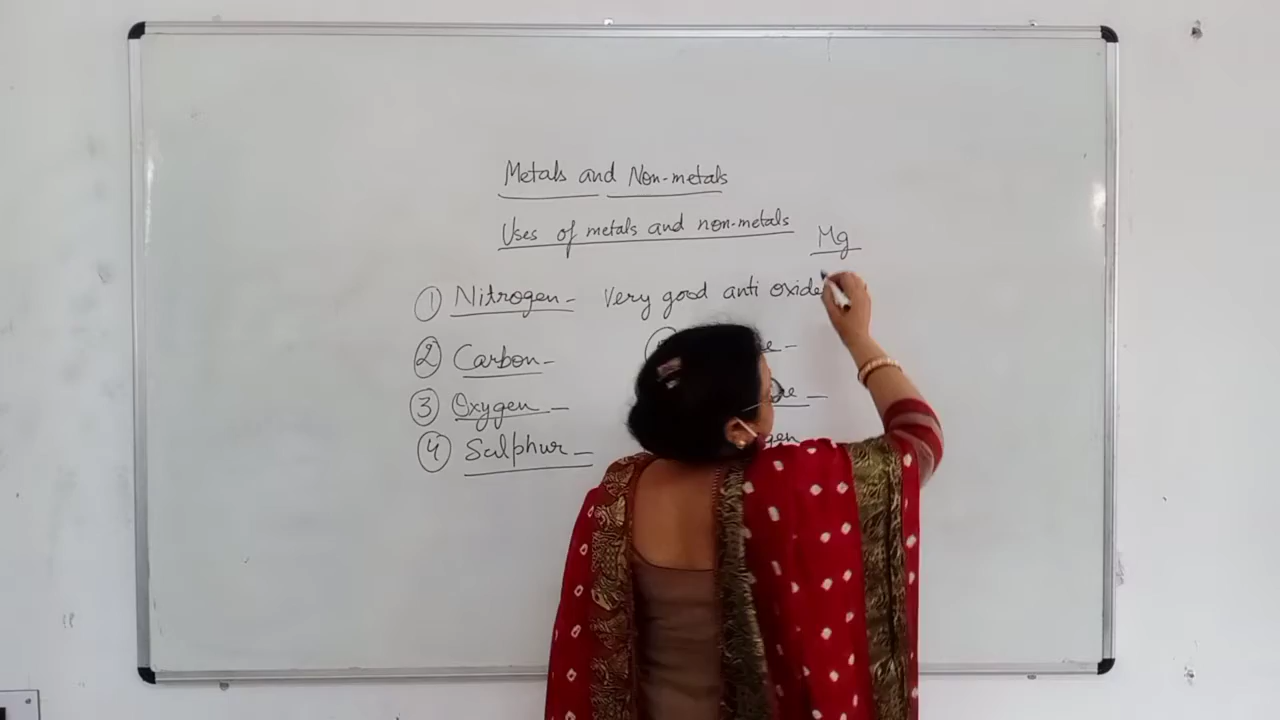 Metals and Non-metals
Uses of metals and non-metals
Mg
① Nitrogen - Very good anti oxide
② Carbon -
③ Oxygen -
④ Sulphur -